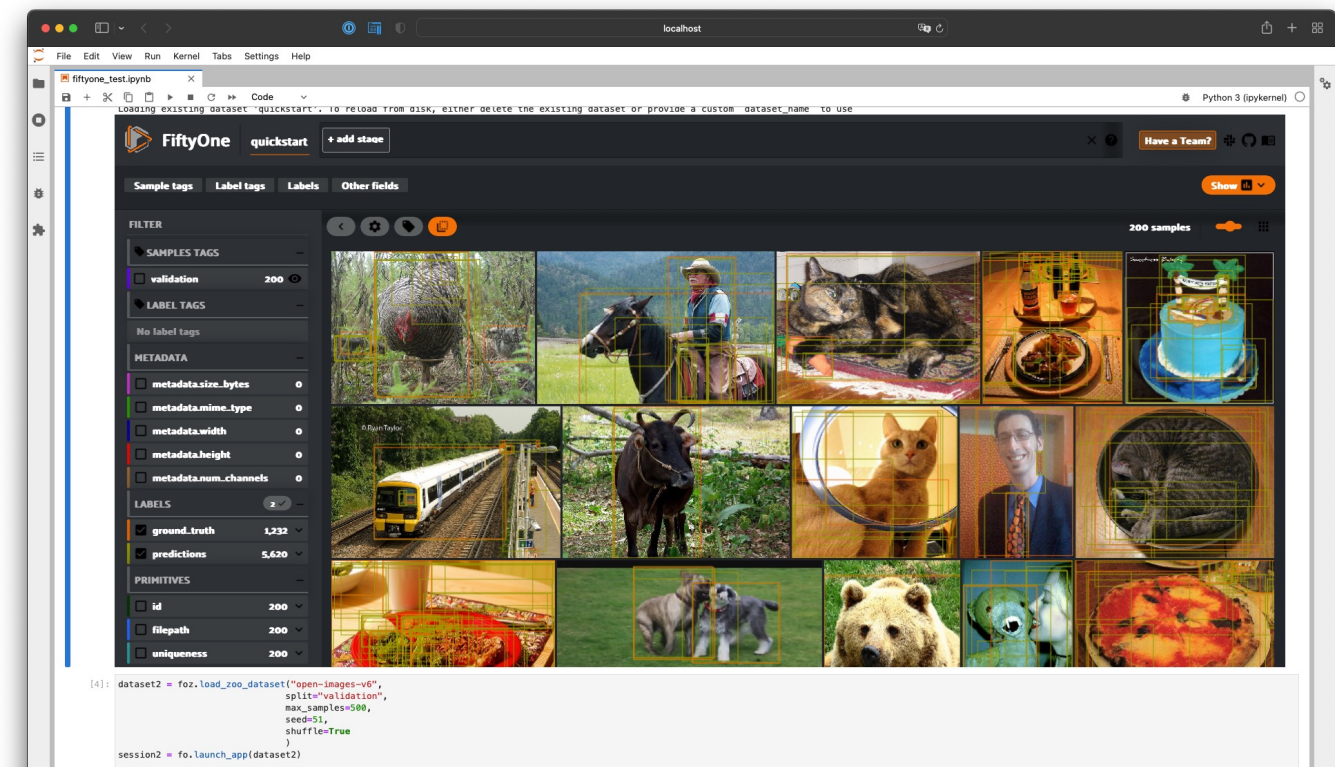 localhost
File Edit View Run Kernel Tabs Settings Help
fiftyone_test.ipynb
Code
Python 3 (ipykernel)
Loading existing dataset 'quickstart'. To reload from disk, either delete the existing dataset or provide a custom `dataset_name` to use
FiftyOne quickstart + add stage Have a Team?
Sample tags Label tags Labels Other fields Show
FILTER
200 samples
SAMPLES TAGS
validation 200
LABEL TAGS
No label tags
METADATA
metadata.size_bytes 0
metadata.mime_type 0
metadata.width 0
metadata.height 0
metadata.num_channels 0
LABELS 2
ground_truth 1,232
predictions 5,620
PRIMITIVES
id 200
filepath 200
uniqueness 200
© Ryan Taylor
[4]: dataset2 = foz.load_zoo_dataset("open-images-v6",
split="validation",
max_samples=500,
seed=51,
shuffle=True
)
session2 = fo.launch_app(dataset2)